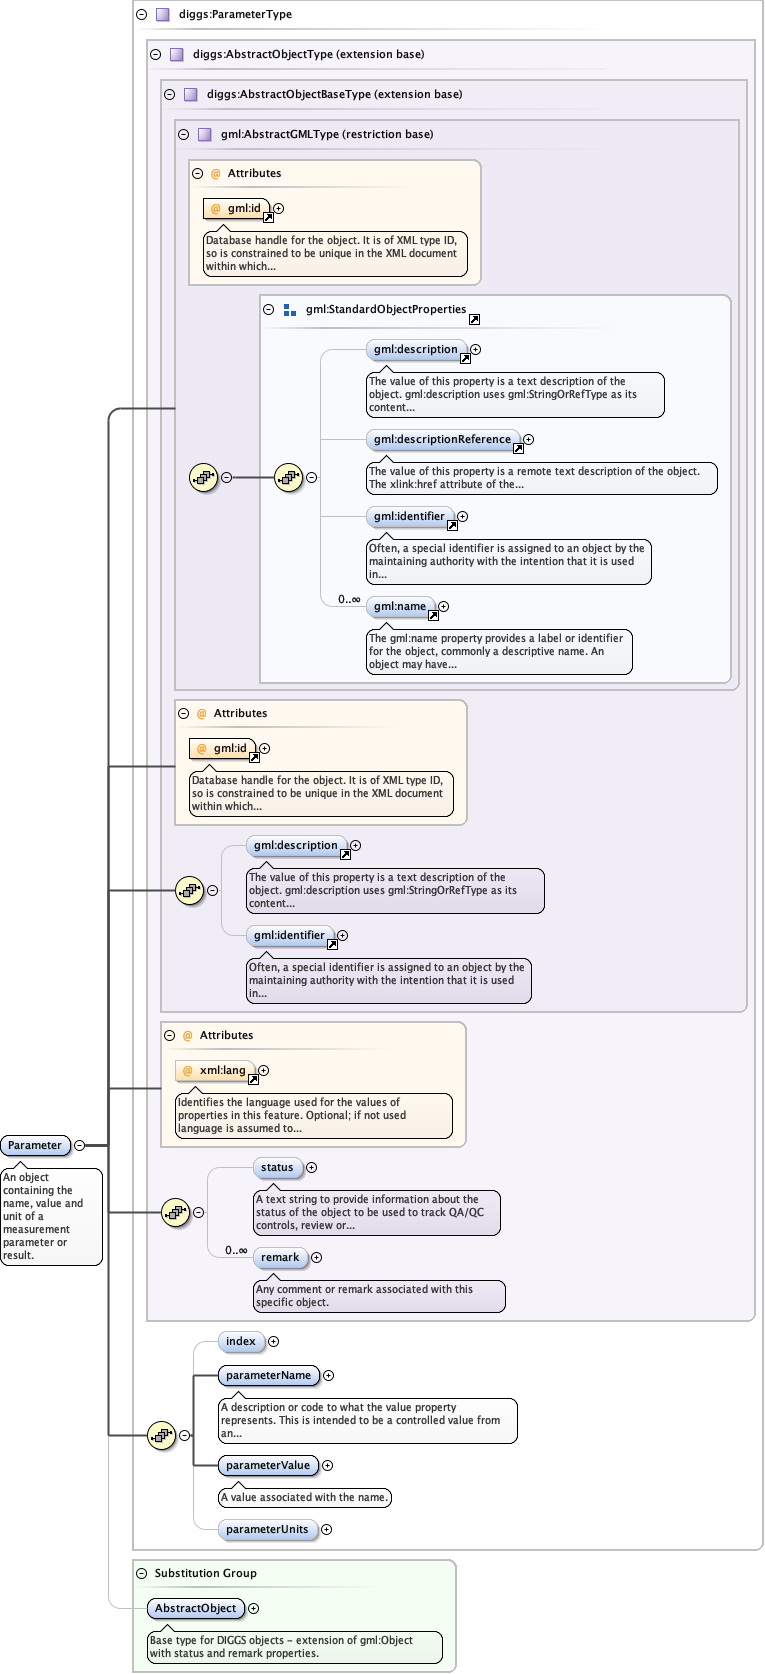 diggs:ParameterType
diggs:AbstractObjectType (extension base)
diggs:AbstractObjectBaseType (extension base)
gml:AbstractGMLType (restriction base)
@ Attributes
@ gml:id
Database handle for the object. It is of XML type ID,
so is constrained to be unique in the XML document
within which...
gml:StandardObjectProperties
gml:description
The value of this property is a text description of the
object. gml:description uses gml:StringOrRefType as its
content...
gml:descriptionReference
The value of this property is a remote text description of the object.
The xlink:href attribute of the...
gml:identifier
Often, a special identifier is assigned to an object by the
maintaining authority with the intention that it is used
in...
0..∞
gml:name
The gml:name property provides a label or identifier
for the object, commonly a descriptive name. An
object may have...
@ Attributes
@ gml:id
Database handle for the object. It is of XML type ID,
so is constrained to be unique in the XML document
within which...
gml:description
The value of this property is a text description of the
object. gml:description uses gml:StringOrRefType as its
content...
gml:identifier
Often, a special identifier is assigned to an object by the
maintaining authority with the intention that it is used
in...
@ Attributes
@ xml:lang
Identifies the language used for the values of
properties in this feature. Optional; if not used
language is assumed to...
Parameter
An object
containing the
name, value and
unit of a
measurement
parameter or
result.
status
A text string to provide information about the
status of the object to be used to track QA/QC
controls, review or...
0..∞
remark
Any comment or remark associated with this
specific object.
index
parameterName
A description or code to what the value property
represents. This is intended to be a controlled value from
an...
parameterValue
A value associated with the name.
parameterUnits
Substitution Group
AbstractObject
Base type for DIGGS objects – extension of gml:Object
with status and remark properties.